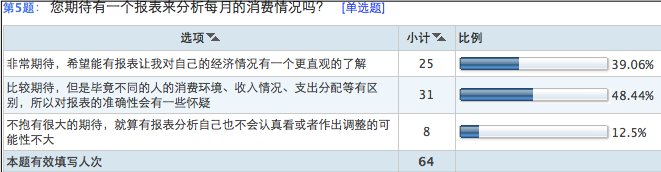 第5题： 您期待有一个报表来分析每月的消费情况吗？ [单选题]
选项 小计 比例
非常期待，希望能有报表让我对自己的经济情况有一个更直观的了解 25 39.06%
比较期待，但是毕竟不同的人的消费环境、收入情况、支出分配等有区
别，所以对报表的准确性会有一些怀疑 31 48.44%
不抱有很大的期待，就算有报表分析自己也不会认真看或者作出调整的可
能性不大 8 12.5%
本题有效填写人次 64